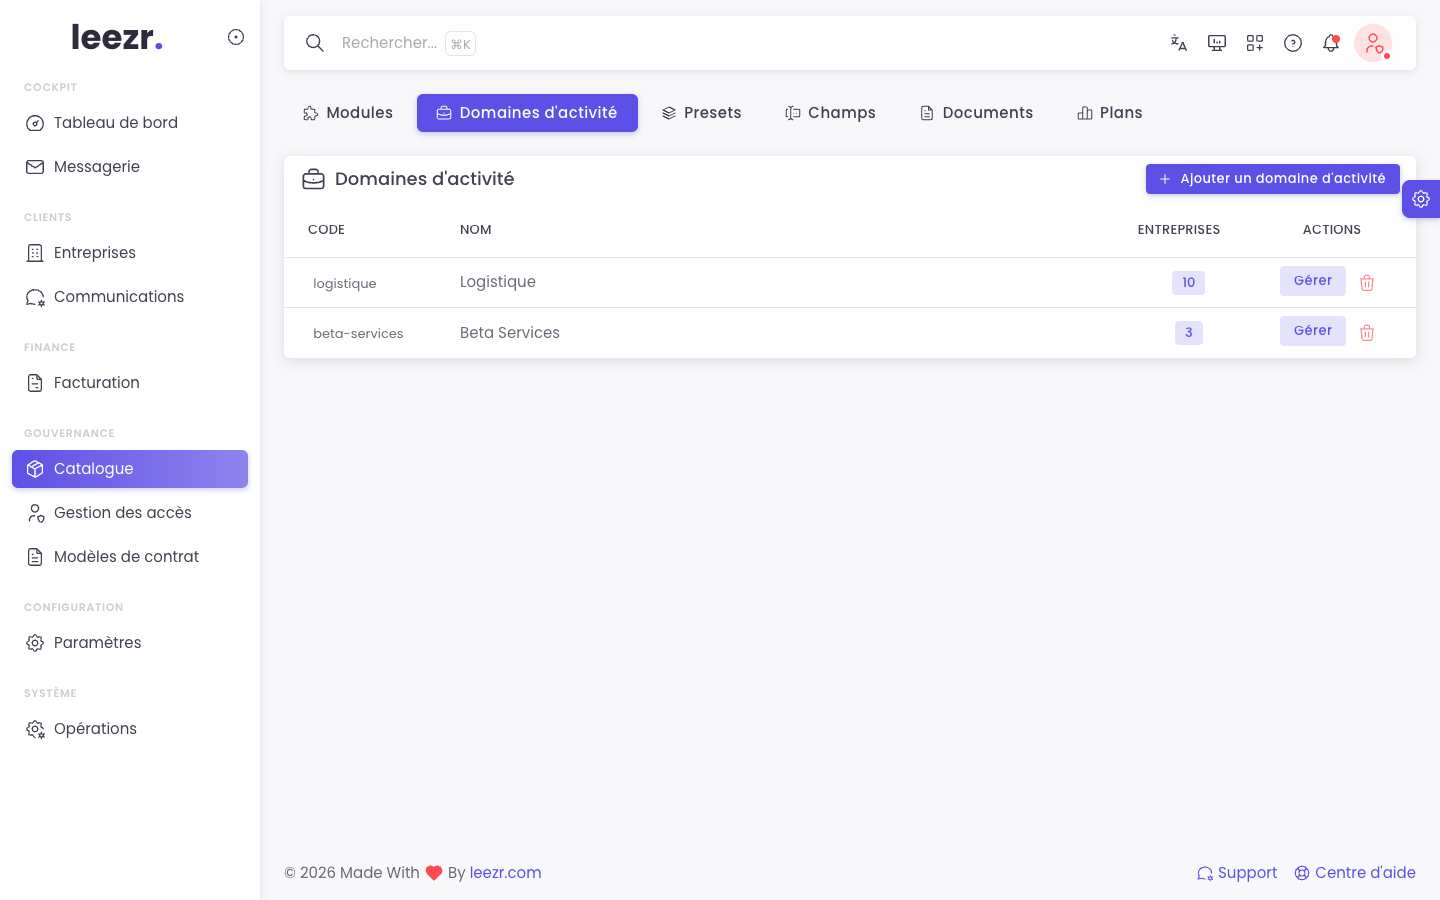 leezr.
COCKPIT
Tableau de bord
Messagerie
CLIENTS
Entreprises
Communications
FINANCE
Facturation
GOUVERNANCE
Catalogue
Gestion des accès
Modèles de contrat
CONFIGURATION
Paramètres
SYSTÈME
Opérations
Rechercher... ⌘K
Modules Domaines d'activité Presets Champs Documents Plans
Domaines d'activité
Ajouter un domaine d'activité
CODE NOM ENTREPRISES ACTIONS
logistique Logistique 10 Gérer
beta-services Beta Services 3 Gérer
© 2026 Made With By leezr.com
Support Centre d'aide